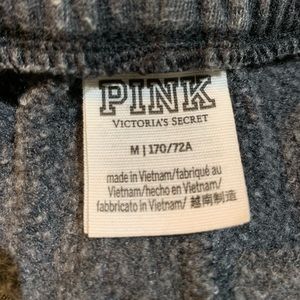 PINK
VICTORIA'S SECRET
M | 170/72A
made in Vietnam/fabriqué au
Vietnam/hecho en Vietnam/
fabbricato in Vietnam/ 越南制造